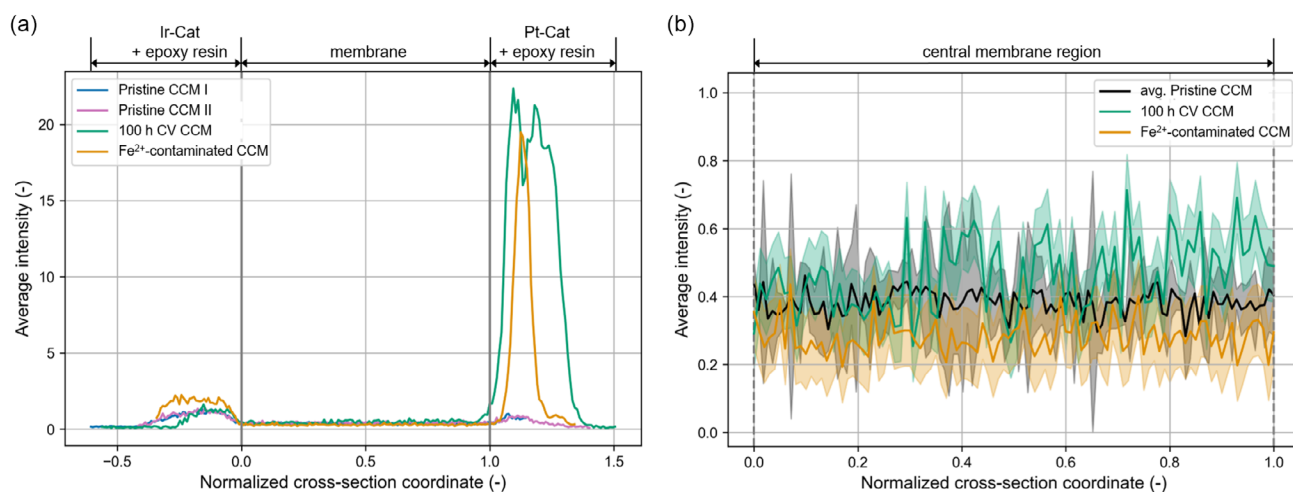 (a)
Ir-Cat
+ epoxy resin
membrane
Pt-Cat
+ epoxy resin
Pristine CCM I
Pristine CCM II
100 h CV CCM
Fe²⁺-contaminated CCM
Average intensity (-)
20
15
10
5
0
−0.5
0.0
0.5
1.0
1.5
Normalized cross-section coordinate (-)
(b)
central membrane region
avg. Pristine CCM
100 h CV CCM
Fe²⁺-contaminated CCM
Average intensity (-)
1.0
0.8
0.6
0.4
0.2
0.0
0.0
0.2
0.4
0.6
0.8
1.0
Normalized cross-section coordinate (-)